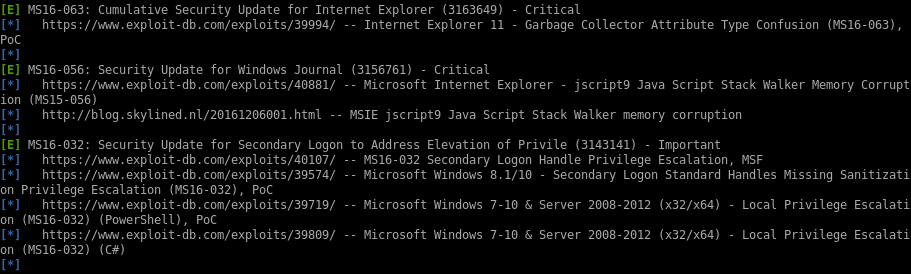 [E] MS16-063: Cumulative Security Update for Internet Explorer (3163649) - Critical
[*]   https://www.exploit-db.com/exploits/39994/ -- Internet Explorer 11 - Garbage Collector Attribute Type Confusion (MS16-063),
PoC
[*]
[E] MS16-056: Security Update for Windows Journal (3156761) - Critical
[*]   https://www.exploit-db.com/exploits/40881/ -- Microsoft Internet Explorer - jscript9 Java Script Stack Walker Memory Corrupt
ion (MS15-056)
[*]   http://blog.skylined.nl/20161206001.html -- MSIE jscript9 Java Script Stack Walker memory corruption
[*]
[E] MS16-032: Security Update for Secondary Logon to Address Elevation of Privile (3143141) - Important
[*]   https://www.exploit-db.com/exploits/40107/ -- MS16-032 Secondary Logon Handle Privilege Escalation, MSF
[*]   https://www.exploit-db.com/exploits/39574/ -- Microsoft Windows 8.1/10 - Secondary Logon Standard Handles Missing Sanitizati
on Privilege Escalation (MS16-032), PoC
[*]   https://www.exploit-db.com/exploits/39719/ -- Microsoft Windows 7-10 & Server 2008-2012 (x32/x64) - Local Privilege Escalati
on (MS16-032) (PowerShell), PoC
[*]   https://www.exploit-db.com/exploits/39809/ -- Microsoft Windows 7-10 & Server 2008-2012 (x32/x64) - Local Privilege Escalati
on (MS16-032) (C#)
[*]